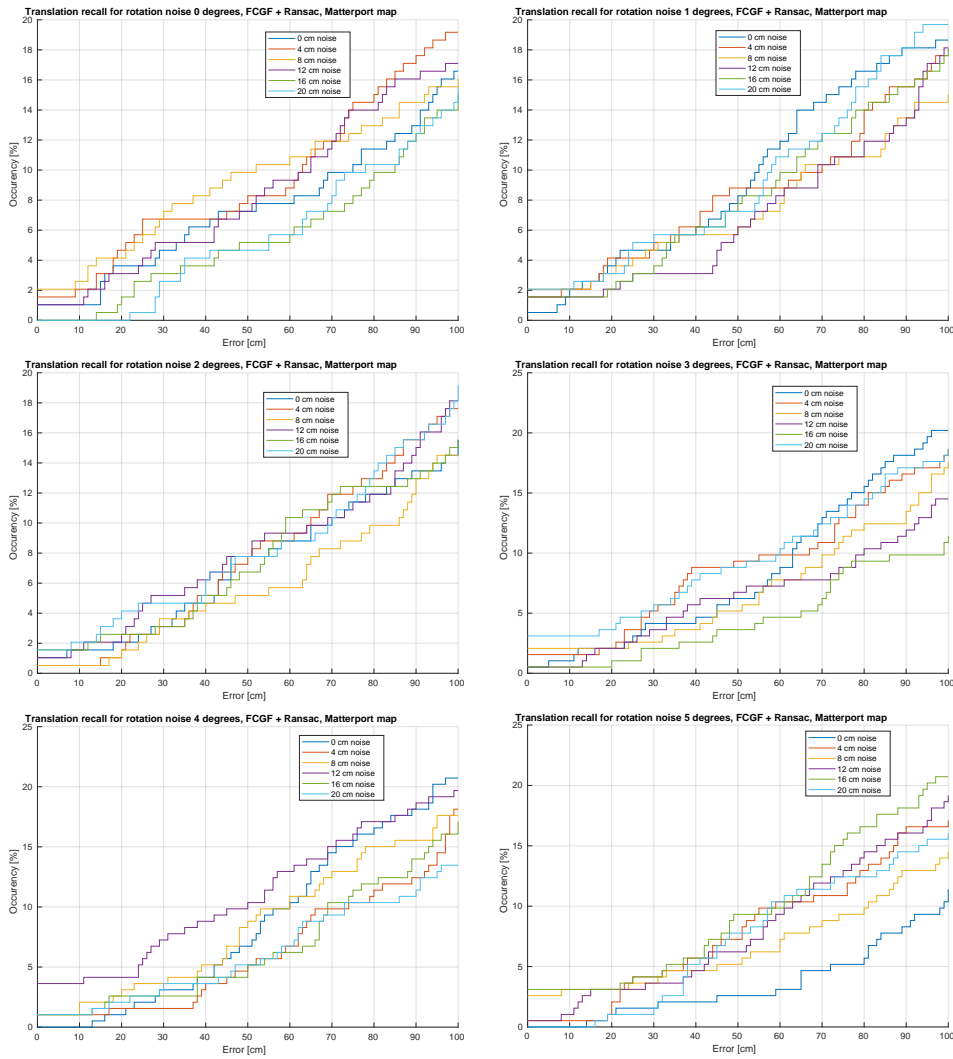 Translation recall for rotation noise 0 degrees, FCGF + Ransac, Matterport map
0 cm noise
4 cm noise
8 cm noise
12 cm noise
16 cm noise
20 cm noise
20
18
16
14
12
10
8
6
4
2
0
Occurency [%]
0 10 20 30 40 50 60 70 80 90 100
Error [cm]
Translation recall for rotation noise 1 degrees, FCGF + Ransac, Matterport map
0 cm noise
4 cm noise
8 cm noise
12 cm noise
16 cm noise
20 cm noise
20
18
16
14
12
10
8
6
4
2
0
Occurency [%]
0 10 20 30 40 50 60 70 80 90 100
Error [cm]
Translation recall for rotation noise 2 degrees, FCGF + Ransac, Matterport map
0 cm noise
4 cm noise
8 cm noise
12 cm noise
16 cm noise
20 cm noise
20
18
16
14
12
10
8
6
4
2
0
Occurency [%]
0 10 20 30 40 50 60 70 80 90 100
Error [cm]
Translation recall for rotation noise 3 degrees, FCGF + Ransac, Matterport map
0 cm noise
4 cm noise
8 cm noise
12 cm noise
16 cm noise
20 cm noise
25
20
15
10
5
0
Occurency [%]
0 10 20 30 40 50 60 70 80 90 100
Error [cm]
Translation recall for rotation noise 4 degrees, FCGF + Ransac, Matterport map
0 cm noise
4 cm noise
8 cm noise
12 cm noise
16 cm noise
20 cm noise
25
20
15
10
5
0
Occurency [%]
0 10 20 30 40 50 60 70 80 90 100
Error [cm]
Translation recall for rotation noise 5 degrees, FCGF + Ransac, Matterport map
0 cm noise
4 cm noise
8 cm noise
12 cm noise
16 cm noise
20 cm noise
25
20
15
10
5
0
Occurency [%]
0 10 20 30 40 50 60 70 80 90 100
Error [cm]